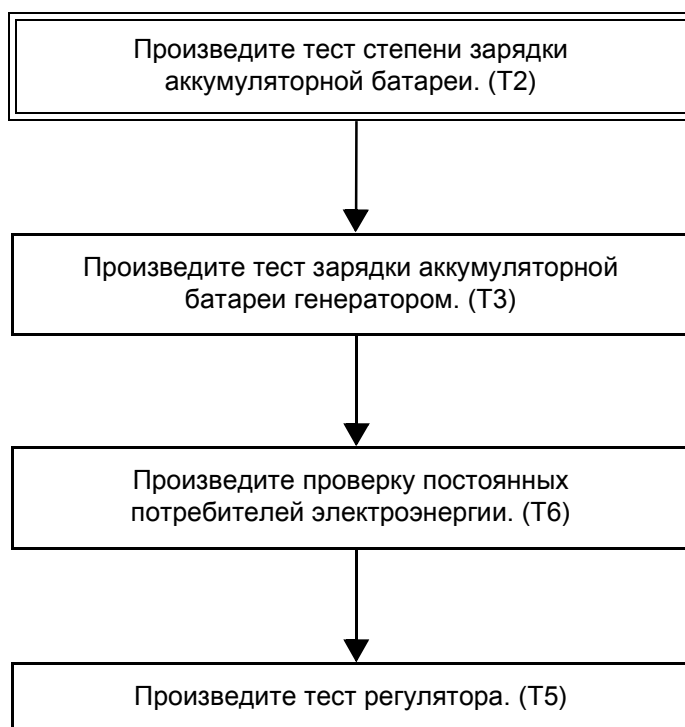 Произведите тест степени зарядки
аккумуляторной батареи. (T2)
Произведите тест зарядки аккумуляторной
батареи генератором. (T3)
Произведите проверку постоянных
потребителей электроэнергии. (T6)
Произведите тест регулятора. (T5)